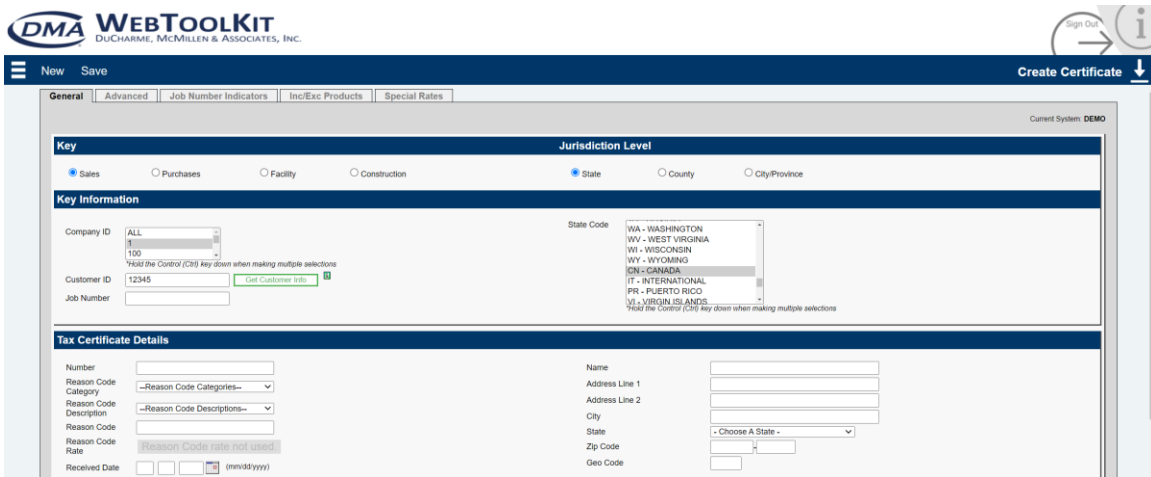 DMA WEBTOOLKIT
DUCHARME, MCMILLEN & ASSOCIATES, INC.
Sign Out
i
New Save Create Certificate
General Advanced Job Number Indicators Inc/Exc Products Special Rates
Current System: DEMO
Key Jurisdiction Level
Sales Purchases Facility Construction State County City/Province
Key Information
Company ID
ALL
1
100
*Hold the Control (Ctrl) key down when making multiple selections
Customer ID 12345 Get Customer Info
Job Number
State Code
WA - WASHINGTON
WV - WEST VIRGINIA
WI - WISCONSIN
WY - WYOMING
CN - CANADA
IT - INTERNATIONAL
PR - PUERTO RICO
VI - VIRGIN ISLANDS
*Hold the Control (Ctrl) key down when making multiple selections
Tax Certificate Details
Number
Reason Code
Category
--Reason Code Categories--
Reason Code
Description
--Reason Code Descriptions--
Reason Code
Reason Code
Rate
Reason Code rate not used.
Received Date (mm/dd/yyyy)
Name
Address Line 1
Address Line 2
City
State - Choose A State -
Zip Code -
Geo Code